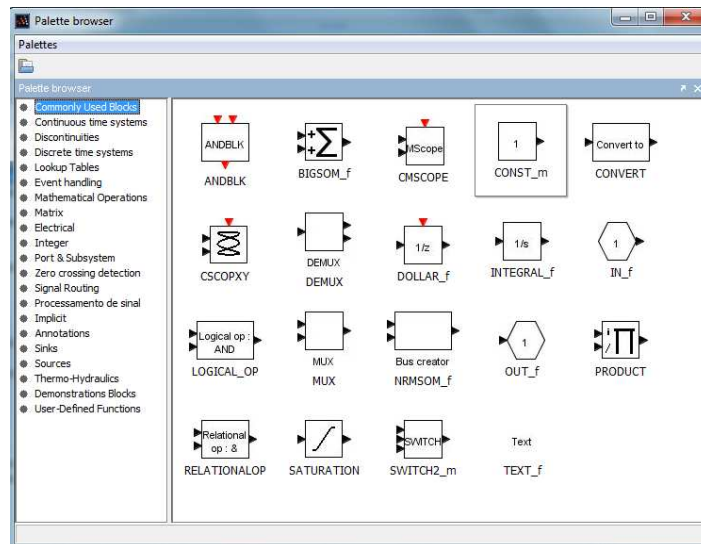 Palette browser
Palettes
Palette browser
Commonly Used Blocks
Continuous time systems
Discontinuities
Discrete time systems
Lookup Tables
Event handling
Mathematical Operations
Matrix
Electrical
Integer
Port & Subsystem
Zero crossing detection
Signal Routing
Processamento de sinal
Implicit
Annotations
Sinks
Sources
Thermo-Hydraulics
Demonstrations Blocks
User-Defined Functions
ANDBLK
ANDBLK
+
+
Σ
BIGSOM_f
MScope
CMSCOPE
1
CONST_m
Convert to
CONVERT
CSCOPXY
DEMUX
DEMUX
1/z
DOLLAR_f
1/s
INTEGRAL_f
1
IN_f
Logical op :
AND
LOGICAL_OP
MUX
MUX
Bus creator
NRMSOM_f
1
OUT_f
∏
PRODUCT
Relational
op : &
RELATIONALOP
SATURATION
SWITCH
SWITCH2_m
Text
TEXT_f